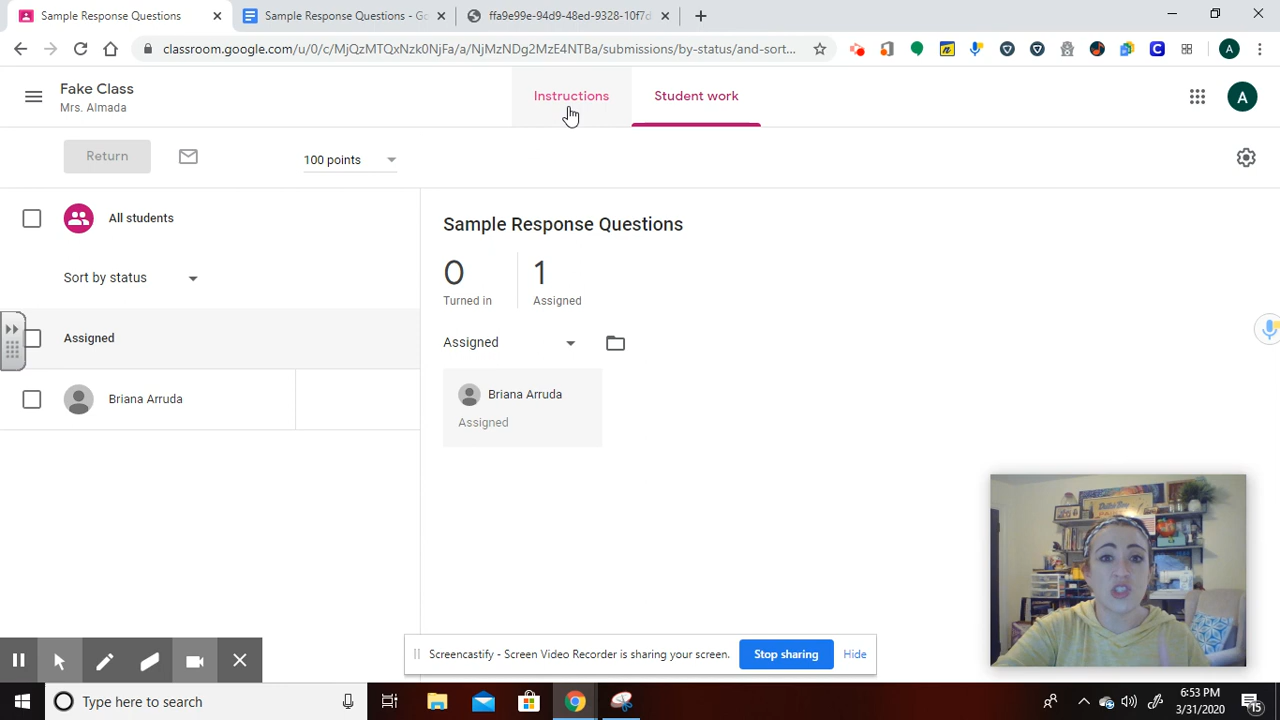 Sample Response Questions
Sample Response Questions - Go
ffa9e99e-94d9-48ed-9328-10f7d
classroom.google.com/u/0/c/MjQzMTQxNzk0NjFa/a/NjMzNDg2MzE4NTBa/submissions/by-status/and-sort...
A
Fake Class
Mrs. Almada
Instructions
Student work
A
Return
100 points
All students
Sort by status
Assigned
Briana Arruda
Sample Response Questions
0
Turned in
1
Assigned
Assigned
Briana Arruda
Assigned
Screencastify - Screen Video Recorder is sharing your screen.
Stop sharing
Hide
Type here to search
6:53 PM
3/31/2020
15